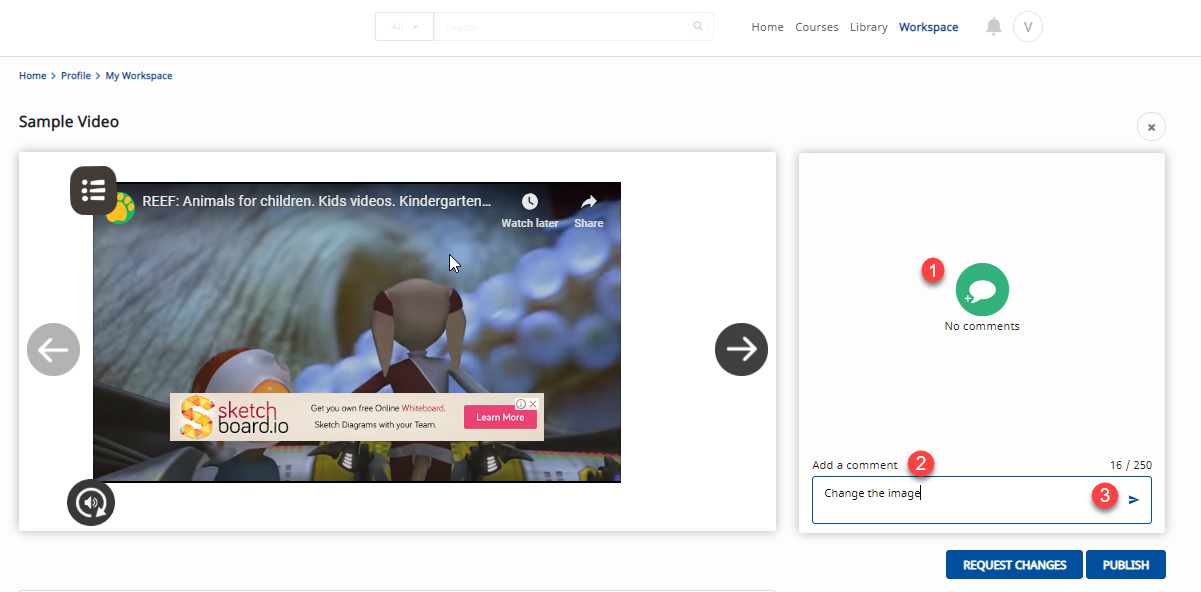 All
Search
Home Courses Library Workspace V
Home > Profile > My Workspace
Sample Video
REEF: Animals for children. Kids videos. Kindergarten...
Watch later Share
sketch
board.io
Get you own free Online Whiteboard.
Sketch Diagrams with your Team.
Learn More
1
No comments
Add a comment 2 16 / 250
Change the image 3
REQUEST CHANGES PUBLISH